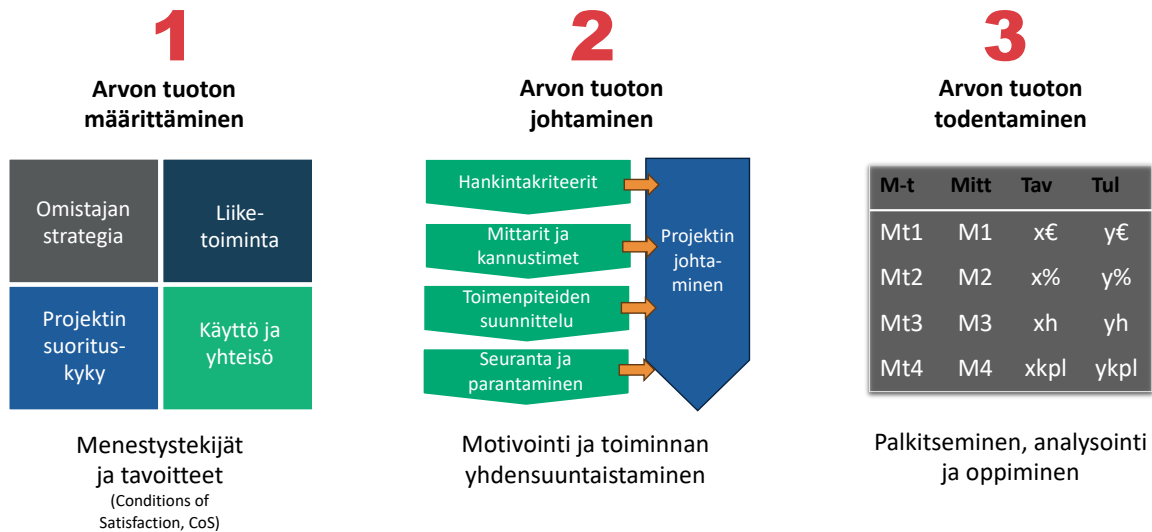 1
Arvon tuoton
määrittäminen
Omistajan
strategia
Liike-
toiminta
Projektin
suoritus-
kyky
Käyttö ja
yhteisö
Menestystekijät
ja tavoitteet
(Conditions of
Satisfaction, CoS)
2
Arvon tuoton
johtaminen
Hankintakriteerit
Mittarit ja
kannustimet
Toimenpiteiden
suunnittelu
Seuranta ja
parantaminen
Projektin
johta-
minen
Motivointi ja toiminnan
yhdensuuntaistaminen
3
Arvon tuoton
todentaminen
M-t Mitt Tav Tul
Mt1 M1 x€ y€
Mt2 M2 x% y%
Mt3 M3 xh yh
Mt4 M4 xkpl ykpl
Palkitseminen, analysointi
ja oppiminen